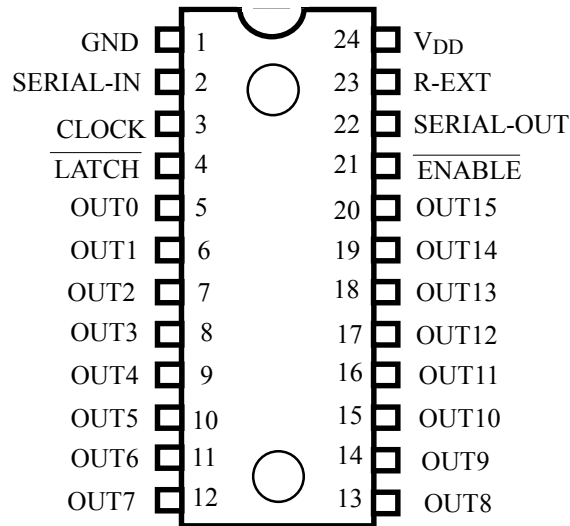 GND 1 24 VDD
SERIAL-IN 2 23 R-EXT
CLOCK 3 22 SERIAL-OUT
LATCH 4 21 ENABLE
OUT0 5 20 OUT15
OUT1 6 19 OUT14
OUT2 7 18 OUT13
OUT3 8 17 OUT12
OUT4 9 16 OUT11
OUT5 10 15 OUT10
OUT6 11 14 OUT9
OUT7 12 13 OUT8